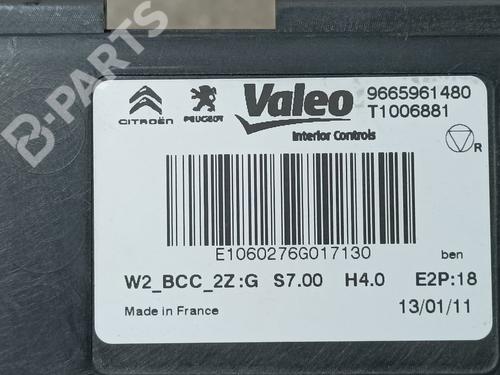 B-PARTS
CITROËN
PEUGEOT
Valeo
Interior Controls
9665961480
T1006881
R
E1060276G017130
ben
W2_BCC_2Z:G S7.00 H4.0 E2P:18
Made in France
13/01/11